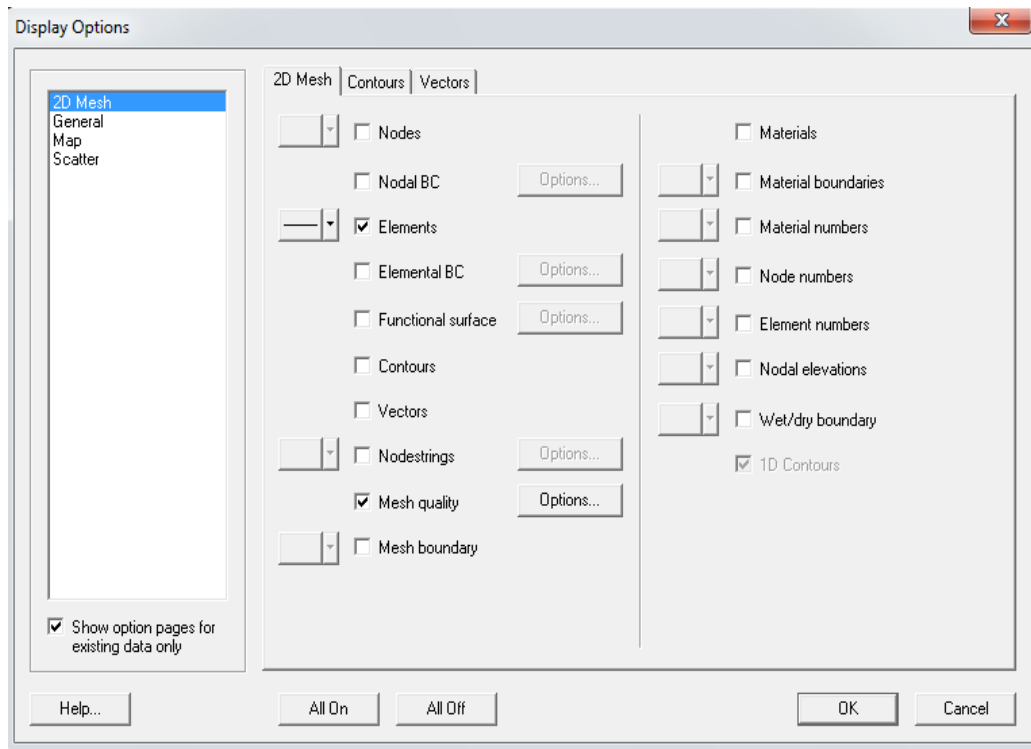 Display Options
2D Mesh
General
Map
Scatter
Show option pages for
existing data only
2D Mesh
Contours
Vectors
Nodes
Nodal BC
Options...
Elements
Elemental BC
Options...
Functional surface
Options...
Contours
Vectors
Nodestrings
Options...
Mesh quality
Options...
Mesh boundary
Materials
Material boundaries
Material numbers
Node numbers
Element numbers
Nodal elevations
Wet/dry boundary
1D Contours
Help...
All On
All Off
OK
Cancel